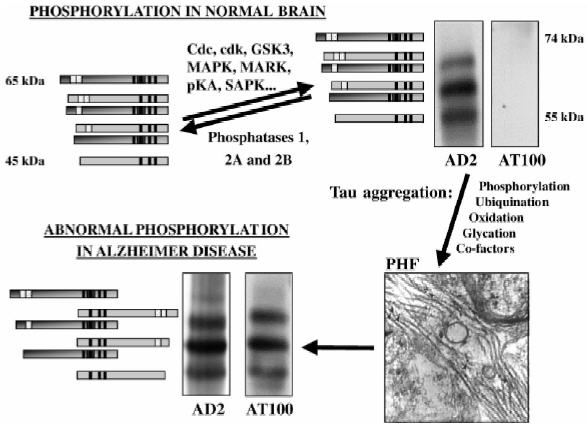 PHOSPHORYLATION IN NORMAL BRAIN
65 kDa
45 kDa
Cdc, cdk, GSK3,
MAPK, MARK,
pKA, SAPK...
Phosphatases 1,
2A and 2B
74 kDa
55 kDa
AD2
AT100
Tau aggregation:
Phosphorylation
Ubiquination
Oxidation
Glycation
Co-factors
ABNORMAL PHOSPHORYLATION
IN ALZHEIMER DISEASE
PHF
AD2
AT100